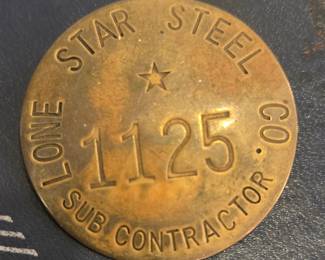 LONE STAR STEEL CO.
1125
SUB CONTRACTOR